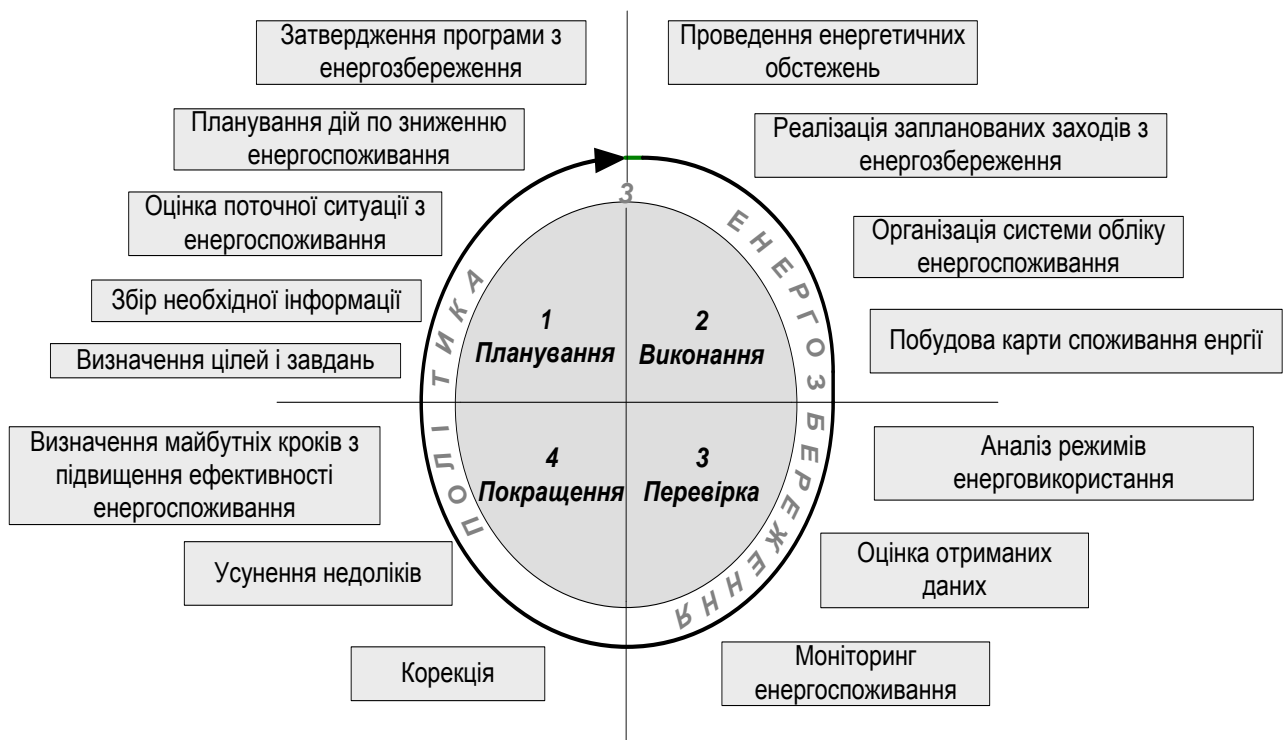 Затвердження програми з
енергозбереження
Проведення енергетичних
обстежень
Планування дій по зниженню
енергоспоживання
Реалізація запланованих заходів з
енергозбереження
Оцінка поточної ситуації з
енергоспоживання
Організація системи обліку
енергоспоживання
Збір необхідної інформації
Побудова карти споживання енргії
Визначення цілей і завдань
ПОЛІТИКА
З ЕНЕРГОЗБЕРЕЖЕННЯ
1
Планування
2
Виконання
4
Покращення
3
Перевірка
Визначення майбутніх кроків з
підвищення ефективності
енергоспоживання
Аналіз режимів
енерговикористання
Усунення недоліків
Оцінка отриманих
даних
Корекція
Моніторинг
енергоспоживання